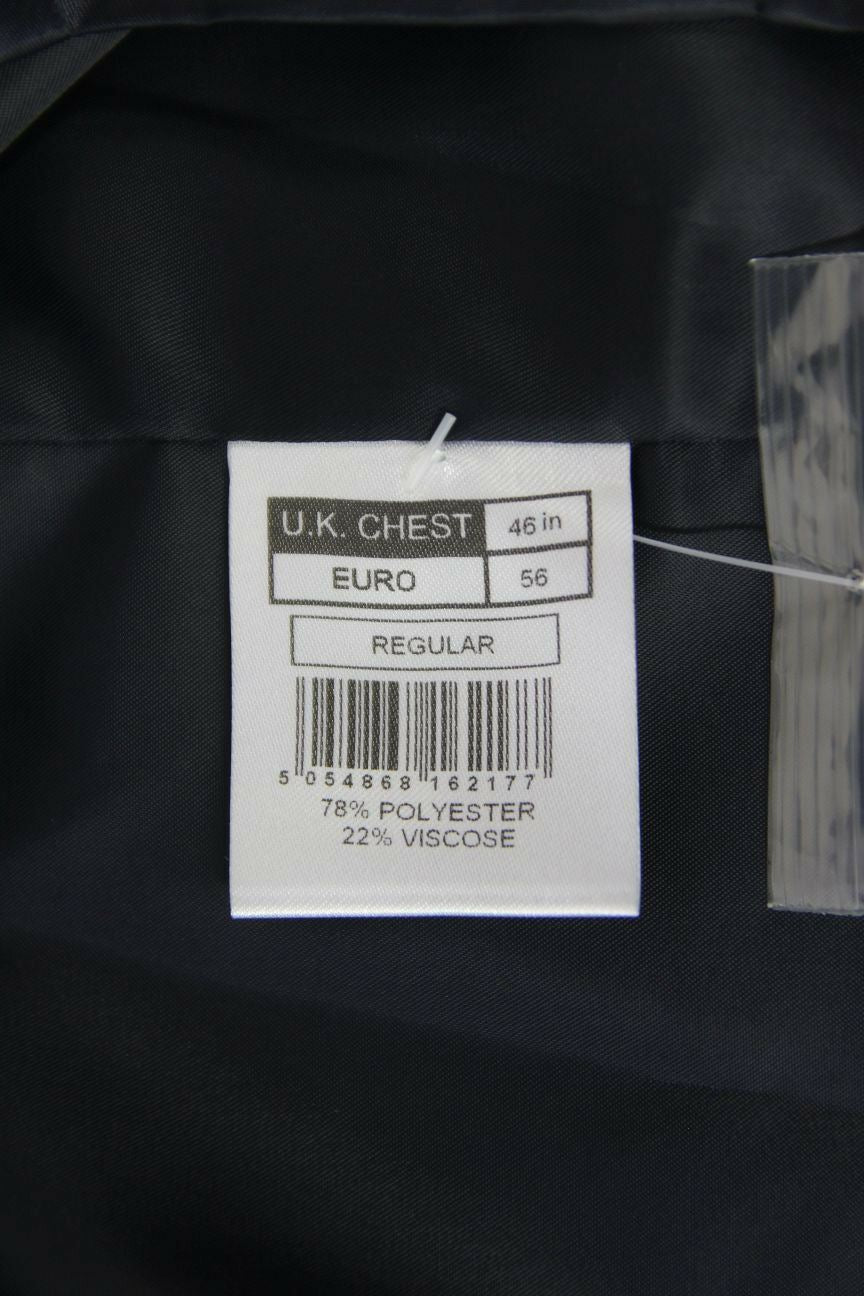 U.K. CHEST 46 in
EURO 56
REGULAR
5 054868 162177
78% POLYESTER
22% VISCOSE